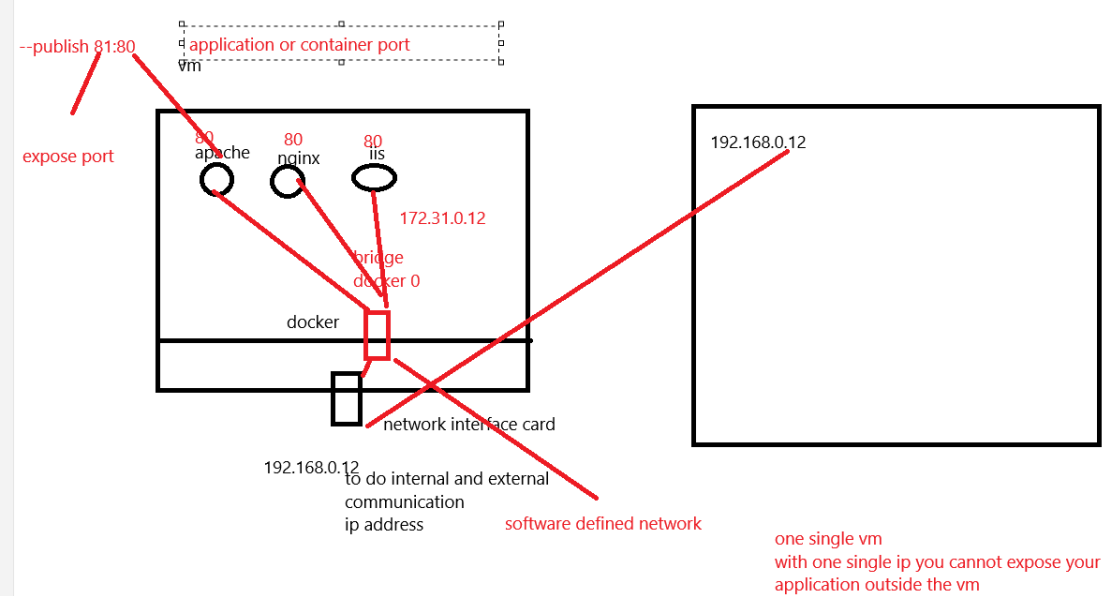 --publish 81:80
application or container port
vm
expose port
80
apache
80
nginx
80
iis
172.31.0.12
bridge
docker 0
docker
network interface card
192.168.0.12
to do internal and external
communication
ip address
software defined network
192.168.0.12
one single vm
with one single ip you cannot expose your
application outside the vm